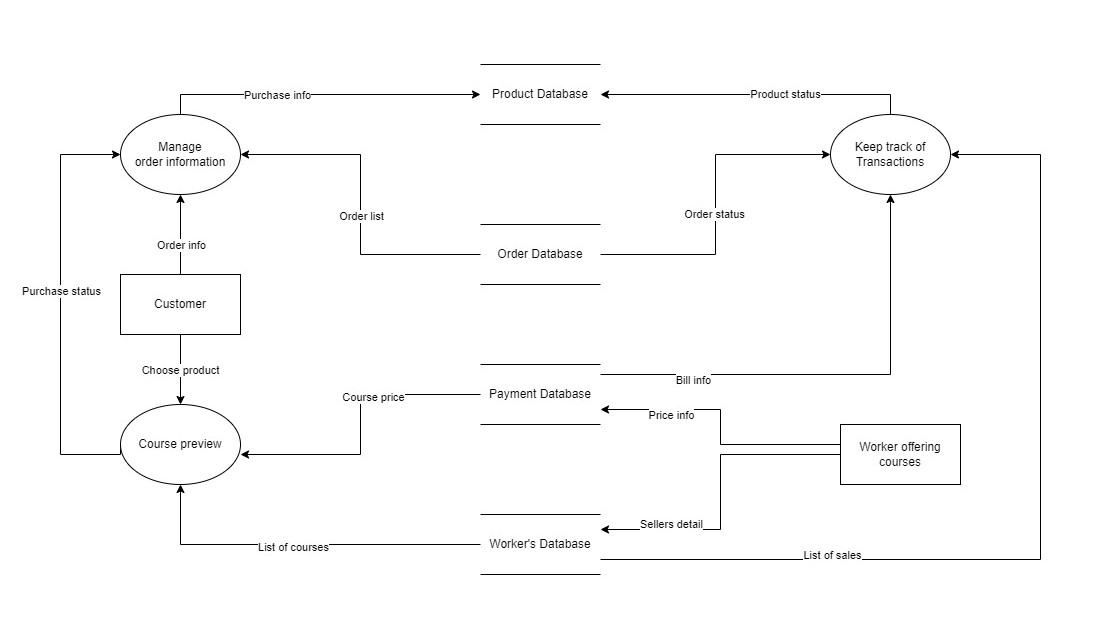 Purchase info
Product Database
Product status
Manage
order information
Keep track of
Transactions
Order list
Order status
Order info
Order Database
Purchase status
Customer
Choose product
Bill info
Course price
Payment Database
Price info
Course preview
Worker offering
courses
Sellers detail
List of courses
Worker's Database
List of sales